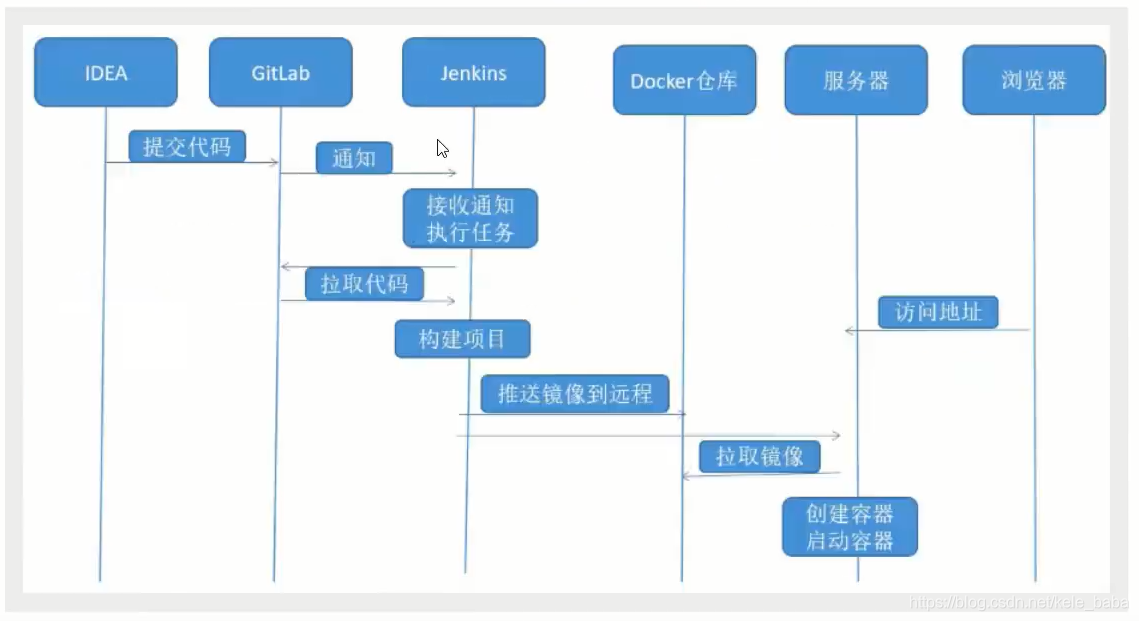 IDEA
GitLab
Jenkins
Docker仓库
服务器
浏览器
提交代码
通知
接收通知
执行任务
拉取代码
访问地址
构建项目
推送镜像到远程
拉取镜像
创建容器
启动容器
https://blog.csdn.net/kele_baba